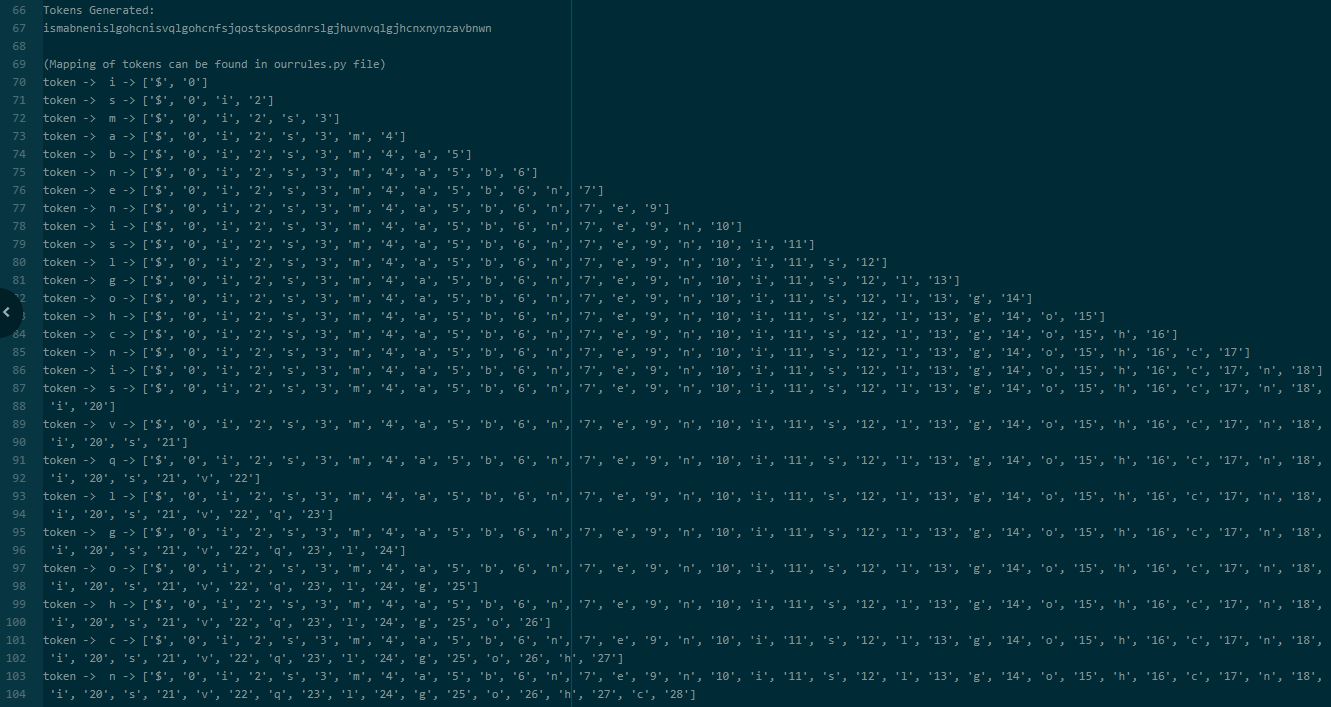 66 Tokens Generated:
67 ismabnenislgohcnisvqlgohcnfsjqostskposdnrslgjhuvnvqlgjhcnxnynzavbnwn
68
69 (Mapping of tokens can be found in ourrules.py file)
70 token -> i -> ['$', '0']
71 token -> s -> ['$', '0', 'i', '2']
72 token -> m -> ['$', '0', 'i', '2', 's', '3']
73 token -> a -> ['$', '0', 'i', '2', 's', '3', 'm', '4']
74 token -> b -> ['$', '0', 'i', '2', 's', '3', 'm', '4', 'a', '5']
75 token -> n -> ['$', '0', 'i', '2', 's', '3', 'm', '4', 'a', '5', 'b', '6']
76 token -> e -> ['$', '0', 'i', '2', 's', '3', 'm', '4', 'a', '5', 'b', '6', 'n', '7']
77 token -> n -> ['$', '0', 'i', '2', 's', '3', 'm', '4', 'a', '5', 'b', '6', 'n', '7', 'e', '9']
78 token -> i -> ['$', '0', 'i', '2', 's', '3', 'm', '4', 'a', '5', 'b', '6', 'n', '7', 'e', '9', 'n', '10']
79 token -> s -> ['$', '0', 'i', '2', 's', '3', 'm', '4', 'a', '5', 'b', '6', 'n', '7', 'e', '9', 'n', '10', 'i', '11']
80 token -> l -> ['$', '0', 'i', '2', 's', '3', 'm', '4', 'a', '5', 'b', '6', 'n', '7', 'e', '9', 'n', '10', 'i', '11', 's', '12']
81 token -> g -> ['$', '0', 'i', '2', 's', '3', 'm', '4', 'a', '5', 'b', '6', 'n', '7', 'e', '9', 'n', '10', 'i', '11', 's', '12', 'l', '13']
2 token -> o -> ['$', '0', 'i', '2', 's', '3', 'm', '4', 'a', '5', 'b', '6', 'n', '7', 'e', '9', 'n', '10', 'i', '11', 's', '12', 'l', '13', 'g', '14']
3 token -> h -> ['$', '0', 'i', '2', 's', '3', 'm', '4', 'a', '5', 'b', '6', 'n', '7', 'e', '9', 'n', '10', 'i', '11', 's', '12', 'l', '13', 'g', '14', 'o', '15']
84 token -> c -> ['$', '0', 'i', '2', 's', '3', 'm', '4', 'a', '5', 'b', '6', 'n', '7', 'e', '9', 'n', '10', 'i', '11', 's', '12', 'l', '13', 'g', '14', 'o', '15', 'h', '16']
85 token -> n -> ['$', '0', 'i', '2', 's', '3', 'm', '4', 'a', '5', 'b', '6', 'n', '7', 'e', '9', 'n', '10', 'i', '11', 's', '12', 'l', '13', 'g', '14', 'o', '15', 'h', '16', 'c', '17']
86 token -> i -> ['$', '0', 'i', '2', 's', '3', 'm', '4', 'a', '5', 'b', '6', 'n', '7', 'e', '9', 'n', '10', 'i', '11', 's', '12', 'l', '13', 'g', '14', 'o', '15', 'h', '16', 'c', '17', 'n', '18']
87 token -> s -> ['$', '0', 'i', '2', 's', '3', 'm', '4', 'a', '5', 'b', '6', 'n', '7', 'e', '9', 'n', '10', 'i', '11', 's', '12', 'l', '13', 'g', '14', 'o', '15', 'h', '16', 'c', '17', 'n', '18',
88 'i', '20']
89 token -> v -> ['$', '0', 'i', '2', 's', '3', 'm', '4', 'a', '5', 'b', '6', 'n', '7', 'e', '9', 'n', '10', 'i', '11', 's', '12', 'l', '13', 'g', '14', 'o', '15', 'h', '16', 'c', '17', 'n', '18',
90 'i', '20', 's', '21']
91 token -> q -> ['$', '0', 'i', '2', 's', '3', 'm', '4', 'a', '5', 'b', '6', 'n', '7', 'e', '9', 'n', '10', 'i', '11', 's', '12', 'l', '13', 'g', '14', 'o', '15', 'h', '16', 'c', '17', 'n', '18',
92 'i', '20', 's', '21', 'v', '22']
93 token -> l -> ['$', '0', 'i', '2', 's', '3', 'm', '4', 'a', '5', 'b', '6', 'n', '7', 'e', '9', 'n', '10', 'i', '11', 's', '12', 'l', '13', 'g', '14', 'o', '15', 'h', '16', 'c', '17', 'n', '18',
94 'i', '20', 's', '21', 'v', '22', 'q', '23']
95 token -> g -> ['$', '0', 'i', '2', 's', '3', 'm', '4', 'a', '5', 'b', '6', 'n', '7', 'e', '9', 'n', '10', 'i', '11', 's', '12', 'l', '13', 'g', '14', 'o', '15', 'h', '16', 'c', '17', 'n', '18',
96 'i', '20', 's', '21', 'v', '22', 'q', '23', 'l', '24']
97 token -> o -> ['$', '0', 'i', '2', 's', '3', 'm', '4', 'a', '5', 'b', '6', 'n', '7', 'e', '9', 'n', '10', 'i', '11', 's', '12', 'l', '13', 'g', '14', 'o', '15', 'h', '16', 'c', '17', 'n', '18',
98 'i', '20', 's', '21', 'v', '22', 'q', '23', 'l', '24', 'g', '25']
99 token -> h -> ['$', '0', 'i', '2', 's', '3', 'm', '4', 'a', '5', 'b', '6', 'n', '7', 'e', '9', 'n', '10', 'i', '11', 's', '12', 'l', '13', 'g', '14', 'o', '15', 'h', '16', 'c', '17', 'n', '18',
100 'i', '20', 's', '21', 'v', '22', 'q', '23', 'l', '24', 'g', '25', 'o', '26']
101 token -> c -> ['$', '0', 'i', '2', 's', '3', 'm', '4', 'a', '5', 'b', '6', 'n', '7', 'e', '9', 'n', '10', 'i', '11', 's', '12', 'l', '13', 'g', '14', 'o', '15', 'h', '16', 'c', '17', 'n', '18',
102 'i', '20', 's', '21', 'v', '22', 'q', '23', 'l', '24', 'g', '25', 'o', '26', 'h', '27']
103 token -> n -> ['$', '0', 'i', '2', 's', '3', 'm', '4', 'a', '5', 'b', '6', 'n', '7', 'e', '9', 'n', '10', 'i', '11', 's', '12', 'l', '13', 'g', '14', 'o', '15', 'h', '16', 'c', '17', 'n', '18',
104 'i', '20', 's', '21', 'v', '22', 'q', '23', 'l', '24', 'g', '25', 'o', '26', 'h', '27', 'c', '28']